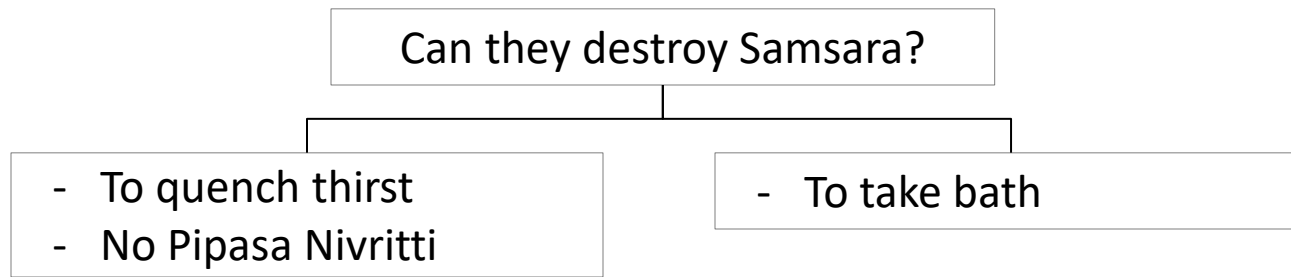 Can they destroy Samsara?
- To quench thirst
- No Pipasa Nivritti
- To take bath